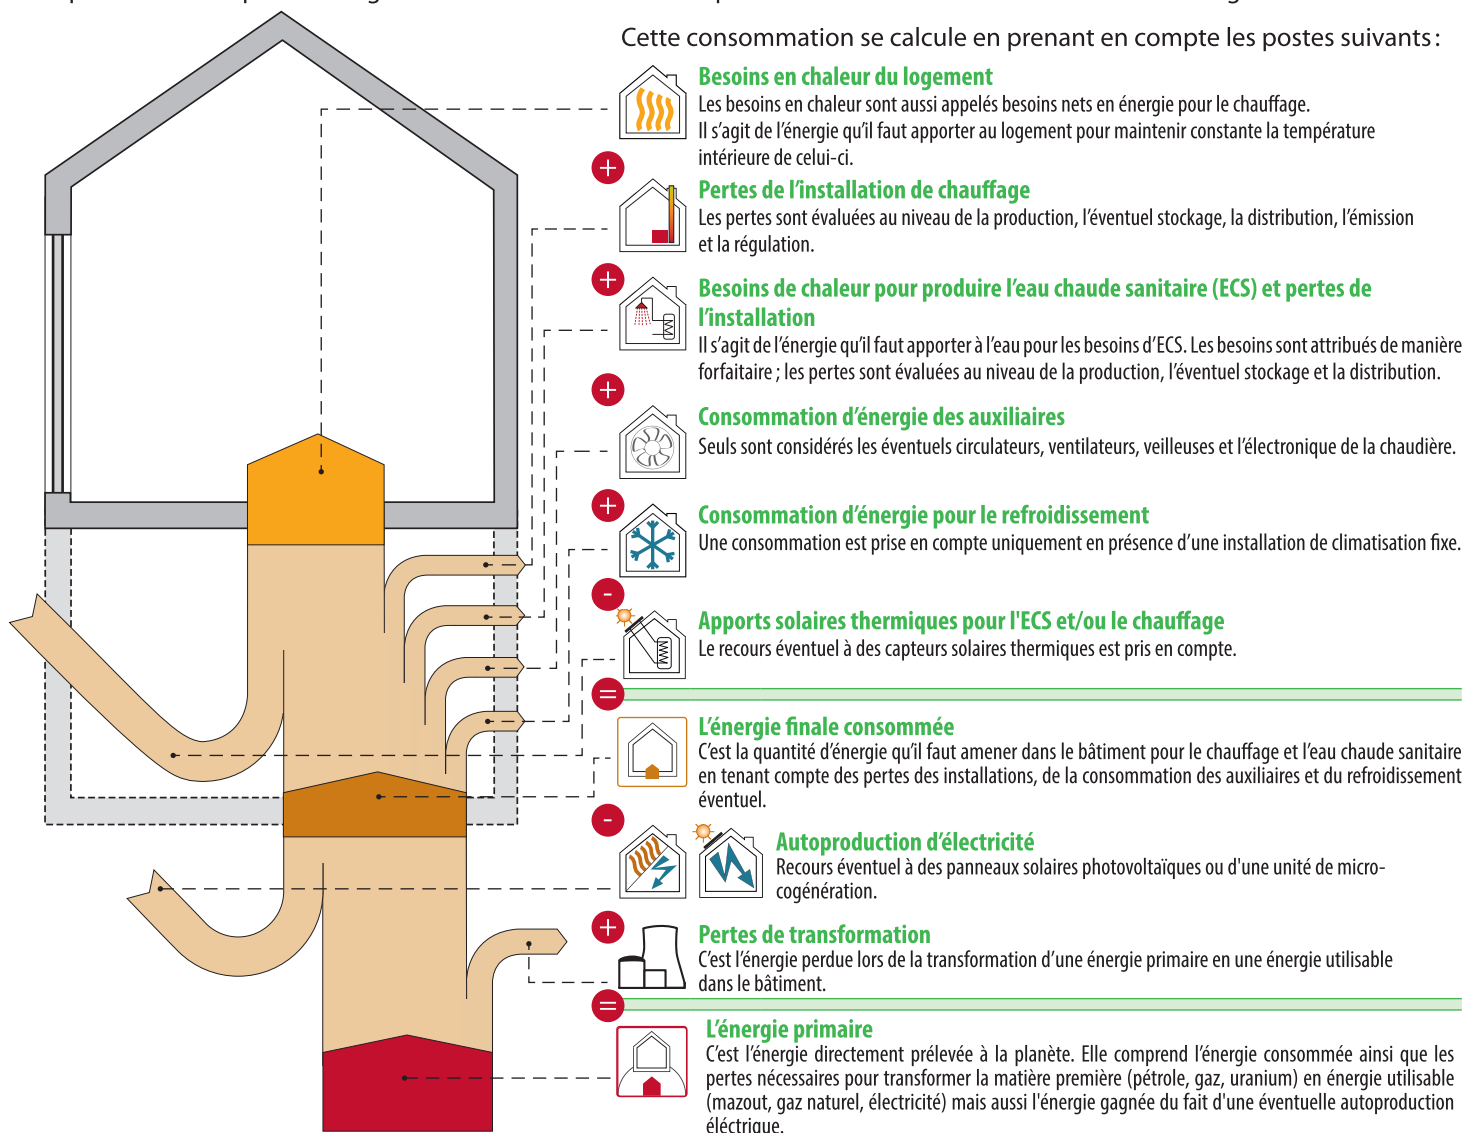 Cette consommation se calcule en prenant en compte les postes suivants :
Besoins en chaleur du logement
Les besoins en chaleur sont aussi appelés besoins nets en énergie pour le chauffage.
Il s’agit de l’énergie qu’il faut apporter au logement pour maintenir constante la température
intérieure de celui-ci.
+
Pertes de l’installation de chauffage
Les pertes sont évaluées au niveau de la production, l’éventuel stockage, la distribution, l’émission
et la régulation.
+
Besoins de chaleur pour produire l’eau chaude sanitaire (ECS) et pertes de
l’installation
Il s’agit de l’énergie qu’il faut apporter à l’eau pour les besoins d’ECS. Les besoins sont attribués de manière
forfaitaire ; les pertes sont évaluées au niveau de la production, l’éventuel stockage et la distribution.
+
Consommation d’énergie des auxiliaires
Seuls sont considérés les éventuels circulateurs, ventilateurs, veilleuses et l’électronique de la chaudière.
+
Consommation d’énergie pour le refroidissement
Une consommation est prise en compte uniquement en présence d’une installation de climatisation fixe.
-
Apports solaires thermiques pour l'ECS et/ou le chauffage
Le recours éventuel à des capteurs solaires thermiques est pris en compte.
=
L’énergie finale consommée
C’est la quantité d’énergie qu’il faut amener dans le bâtiment pour le chauffage et l’eau chaude sanitaire
en tenant compte des pertes des installations, de la consommation des auxiliaires et du refroidissement
éventuel.
-
Autoproduction d’électricité
Recours éventuel à des panneaux solaires photovoltaïques ou d'une unité de micro-
cogénération.
+
Pertes de transformation
C’est l’énergie perdue lors de la transformation d’une énergie primaire en une énergie utilisable
dans le bâtiment.
=
L’énergie primaire
C’est l’énergie directement prélevée à la planète. Elle comprend l’énergie consommée ainsi que les
pertes nécessaires pour transformer la matière première (pétrole, gaz, uranium) en énergie utilisable
(mazout, gaz naturel, électricité) mais aussi l'énergie gagnée du fait d'une éventuelle autoproduction
éléctrique.